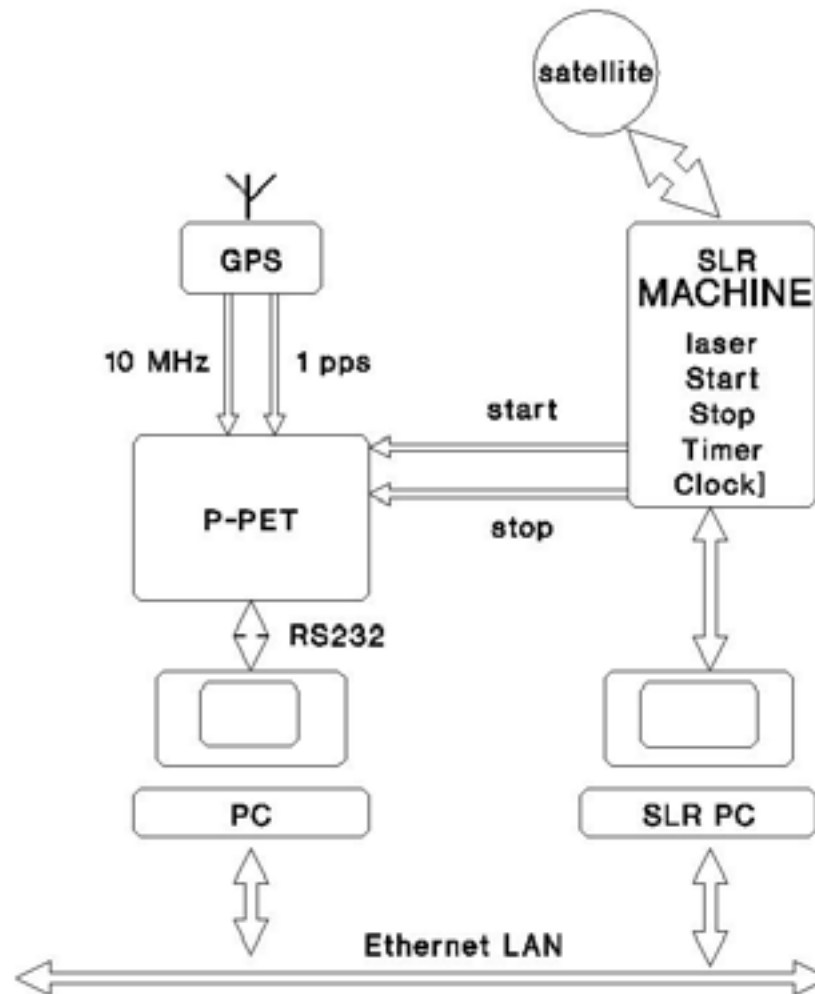 satellite
GPS
SLR
MACHINE
laser
Start
Stop
Timer
Clock]
10 MHz
1 pps
start
stop
P-PET
RS232
PC
SLR PC
Ethernet LAN